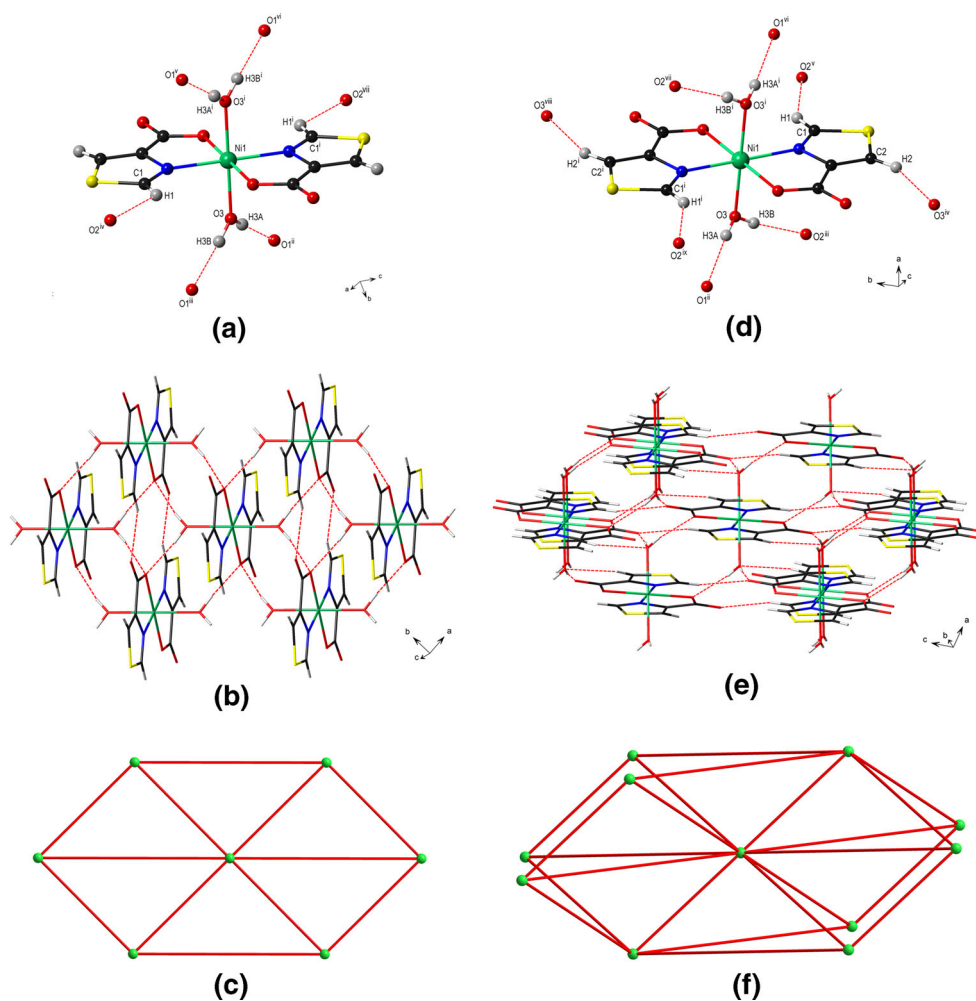 O1ᵛⁱ
O1ᵛ
H3Bⁱ
H3Aⁱ
O3ⁱ
O2ᵛⁱⁱ
H1ⁱ
C1ⁱ
Ni1
C1
H1
O2ⁱᵛ
O3
H3A
H3B
O1ⁱⁱ
O1ⁱⁱⁱ
a
b
c
(a)
O1ᵛⁱ
O2ᵛⁱⁱ
O2ᵛ
H3Aⁱ
H3Bⁱ
O3ⁱ
O3ᵛⁱⁱⁱ
H1
C1
Ni1
C2
H2
H2ⁱ
C2ⁱ
C1ⁱ
H1ⁱ
O3ⁱᵛ
O3
H3B
H3A
O2ⁱⁱⁱ
O2ⁱˣ
O1ⁱⁱ
a
b
c
(d)
b
a
c
(b)
a
b
c
(e)
(c)
(f)